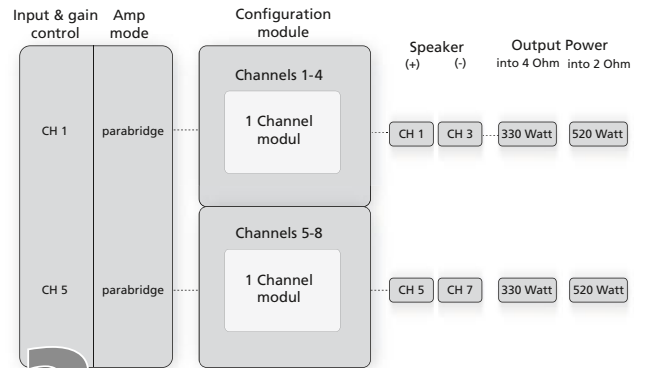 Input & gain control
Amp mode
Configuration module
Speaker
(+) (-)
Output Power
into 4 Ohm into 2 Ohm
Channels 1-4
1 Channel
modul
CH 1 parabridge CH 1 CH 3 330 Watt 520 Watt
Channels 5-8
1 Channel
modul
CH 5 parabridge CH 5 CH 7 330 Watt 520 Watt